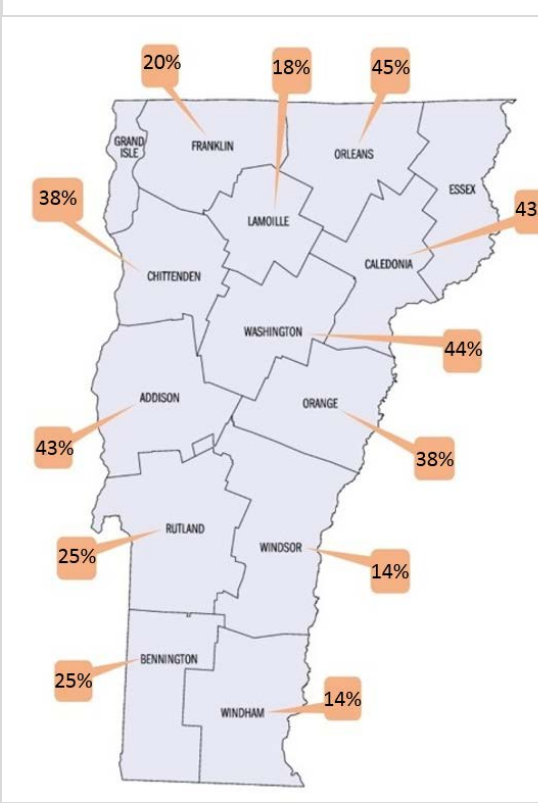 20%
18%
45%
GRAND
ISLE
FRANKLIN
ORLEANS
ESSEX
38%
LAMOILLE
43
CALEDONIA
CHITTENDEN
WASHINGTON
44%
ADDISON
ORANGE
43%
38%
RUTLAND
25%
WINDSOR
14%
BENNINGTON
25%
WINDHAM
14%